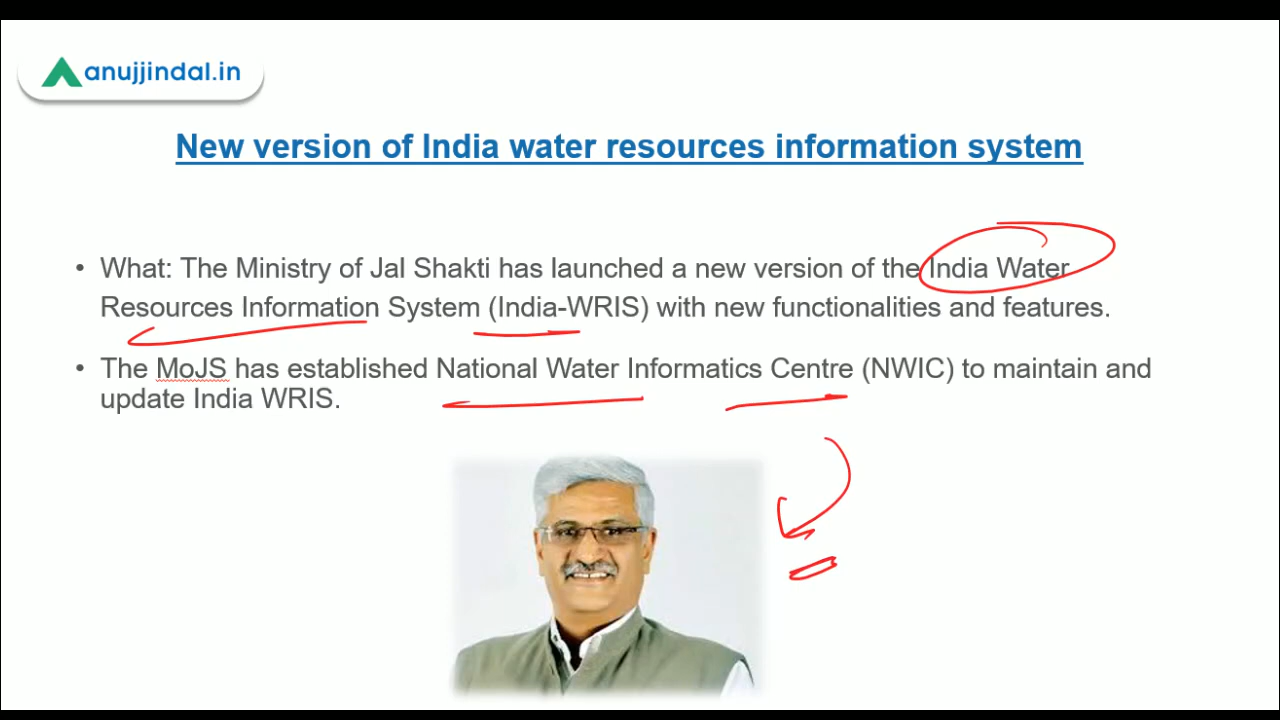 anujjindal.in
New version of India water resources information system
• What: The Ministry of Jal Shakti has launched a new version of the India Water
Resources Information System (India-WRIS) with new functionalities and features.
• The MoJS has established National Water Informatics Centre (NWIC) to maintain and
update India WRIS.